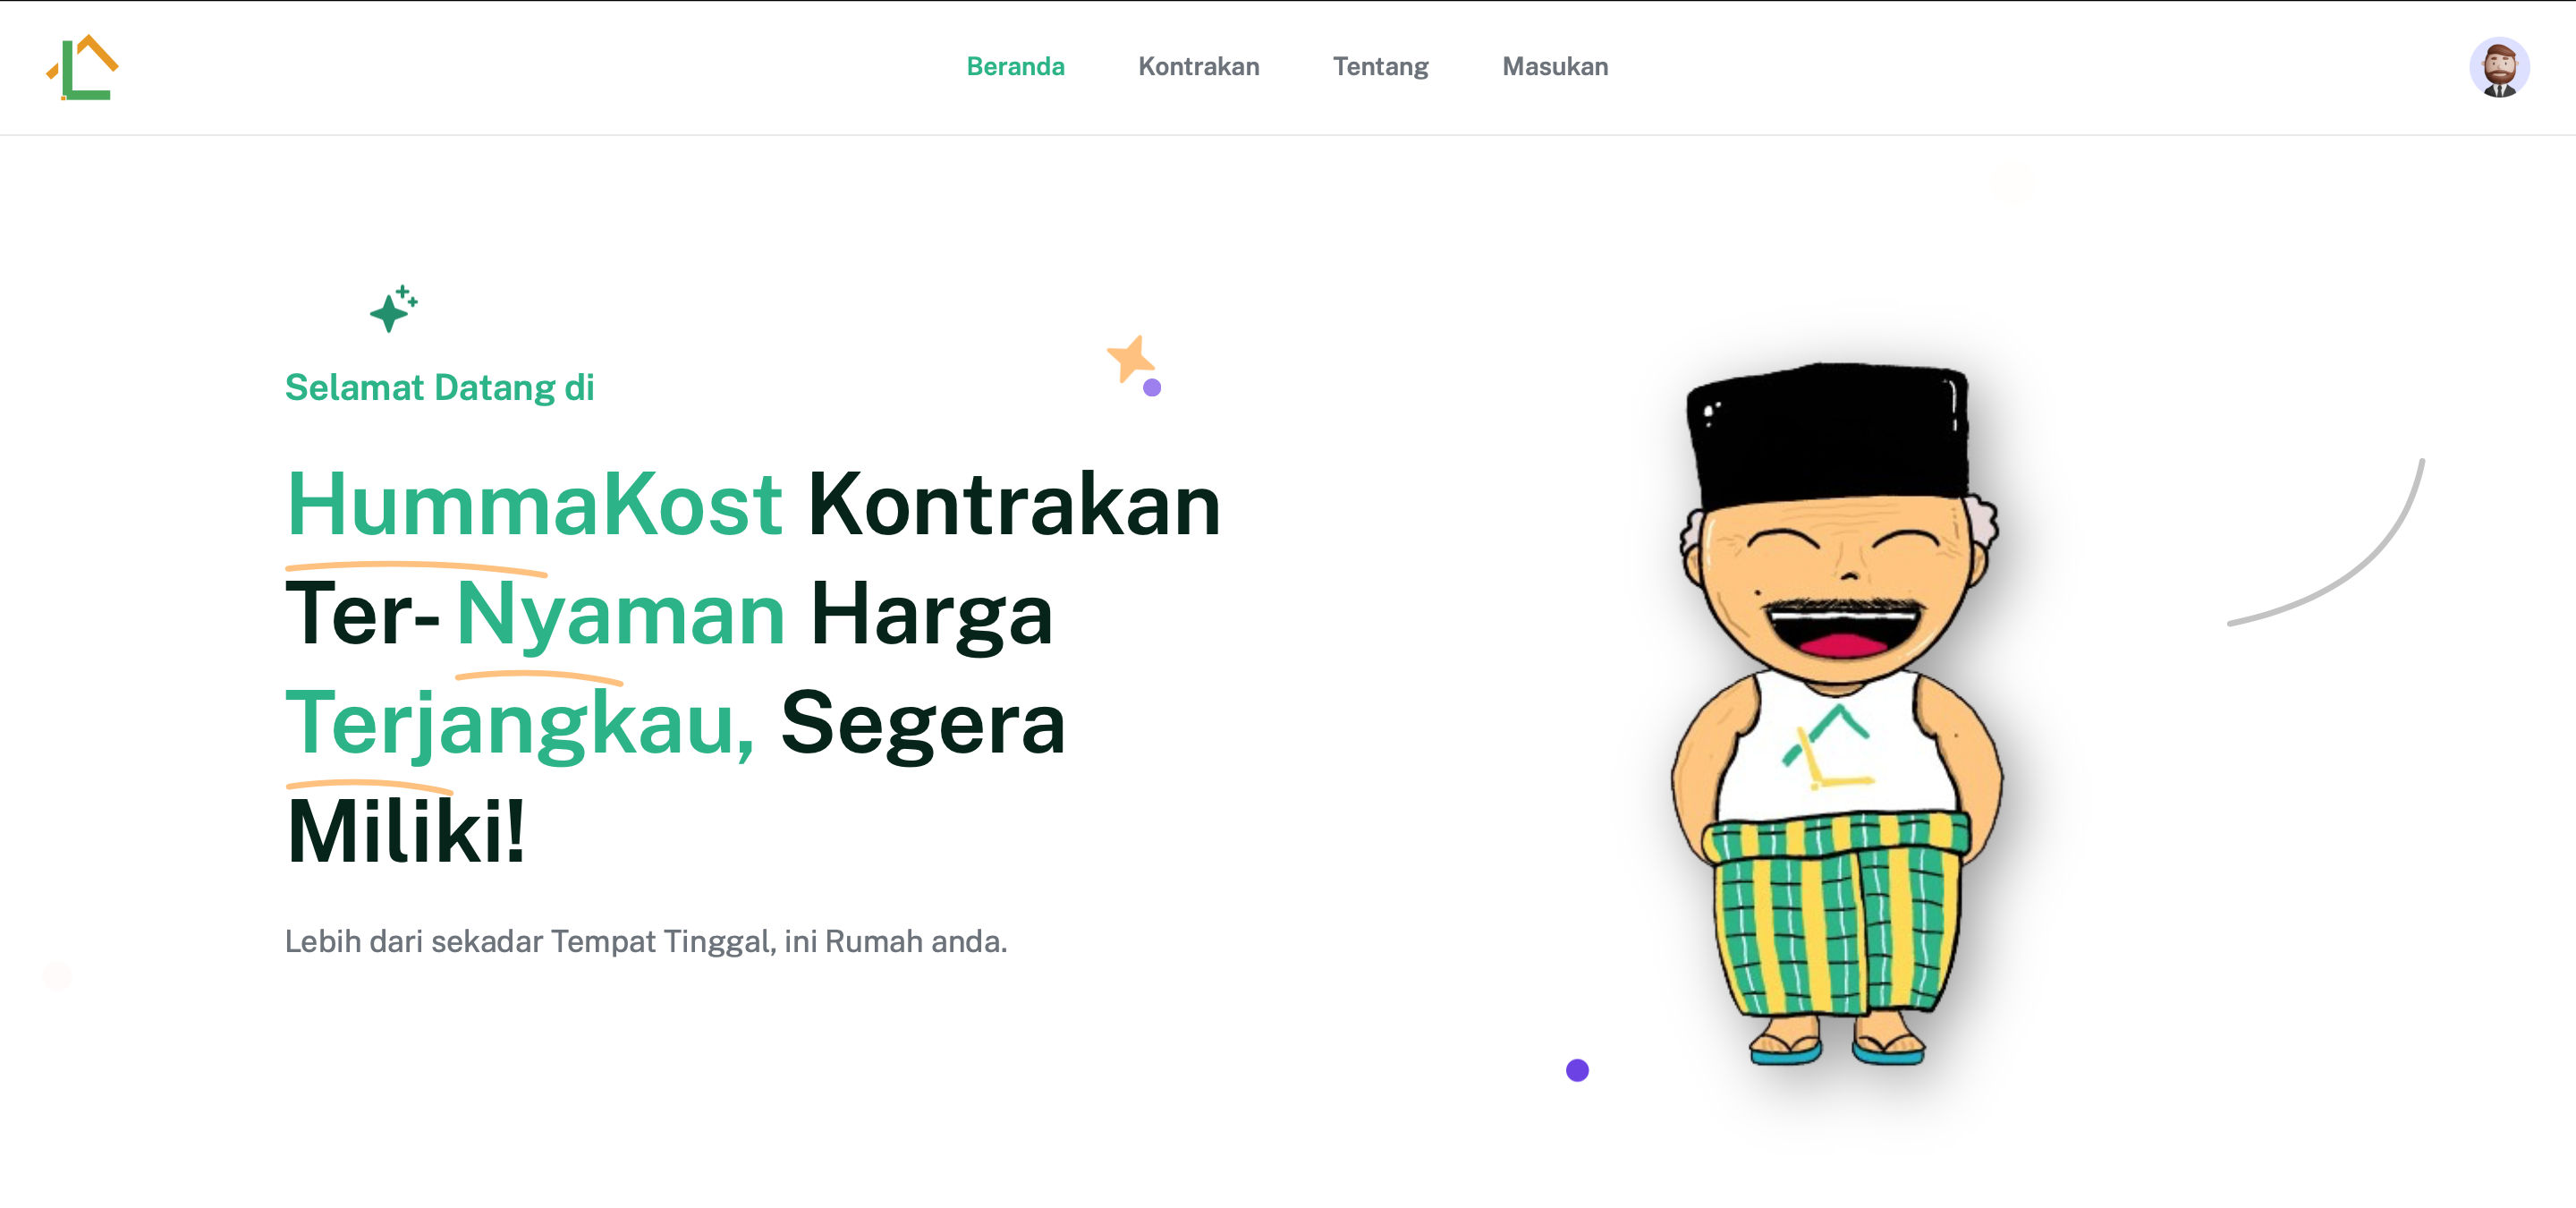 Beranda
Kontrakan
Tentang
Masukan
Selamat Datang di
HummaKost Kontrakan
Ter- Nyaman Harga
Terjangkau, Segera
Miliki!
Lebih dari sekadar Tempat Tinggal, ini Rumah anda.